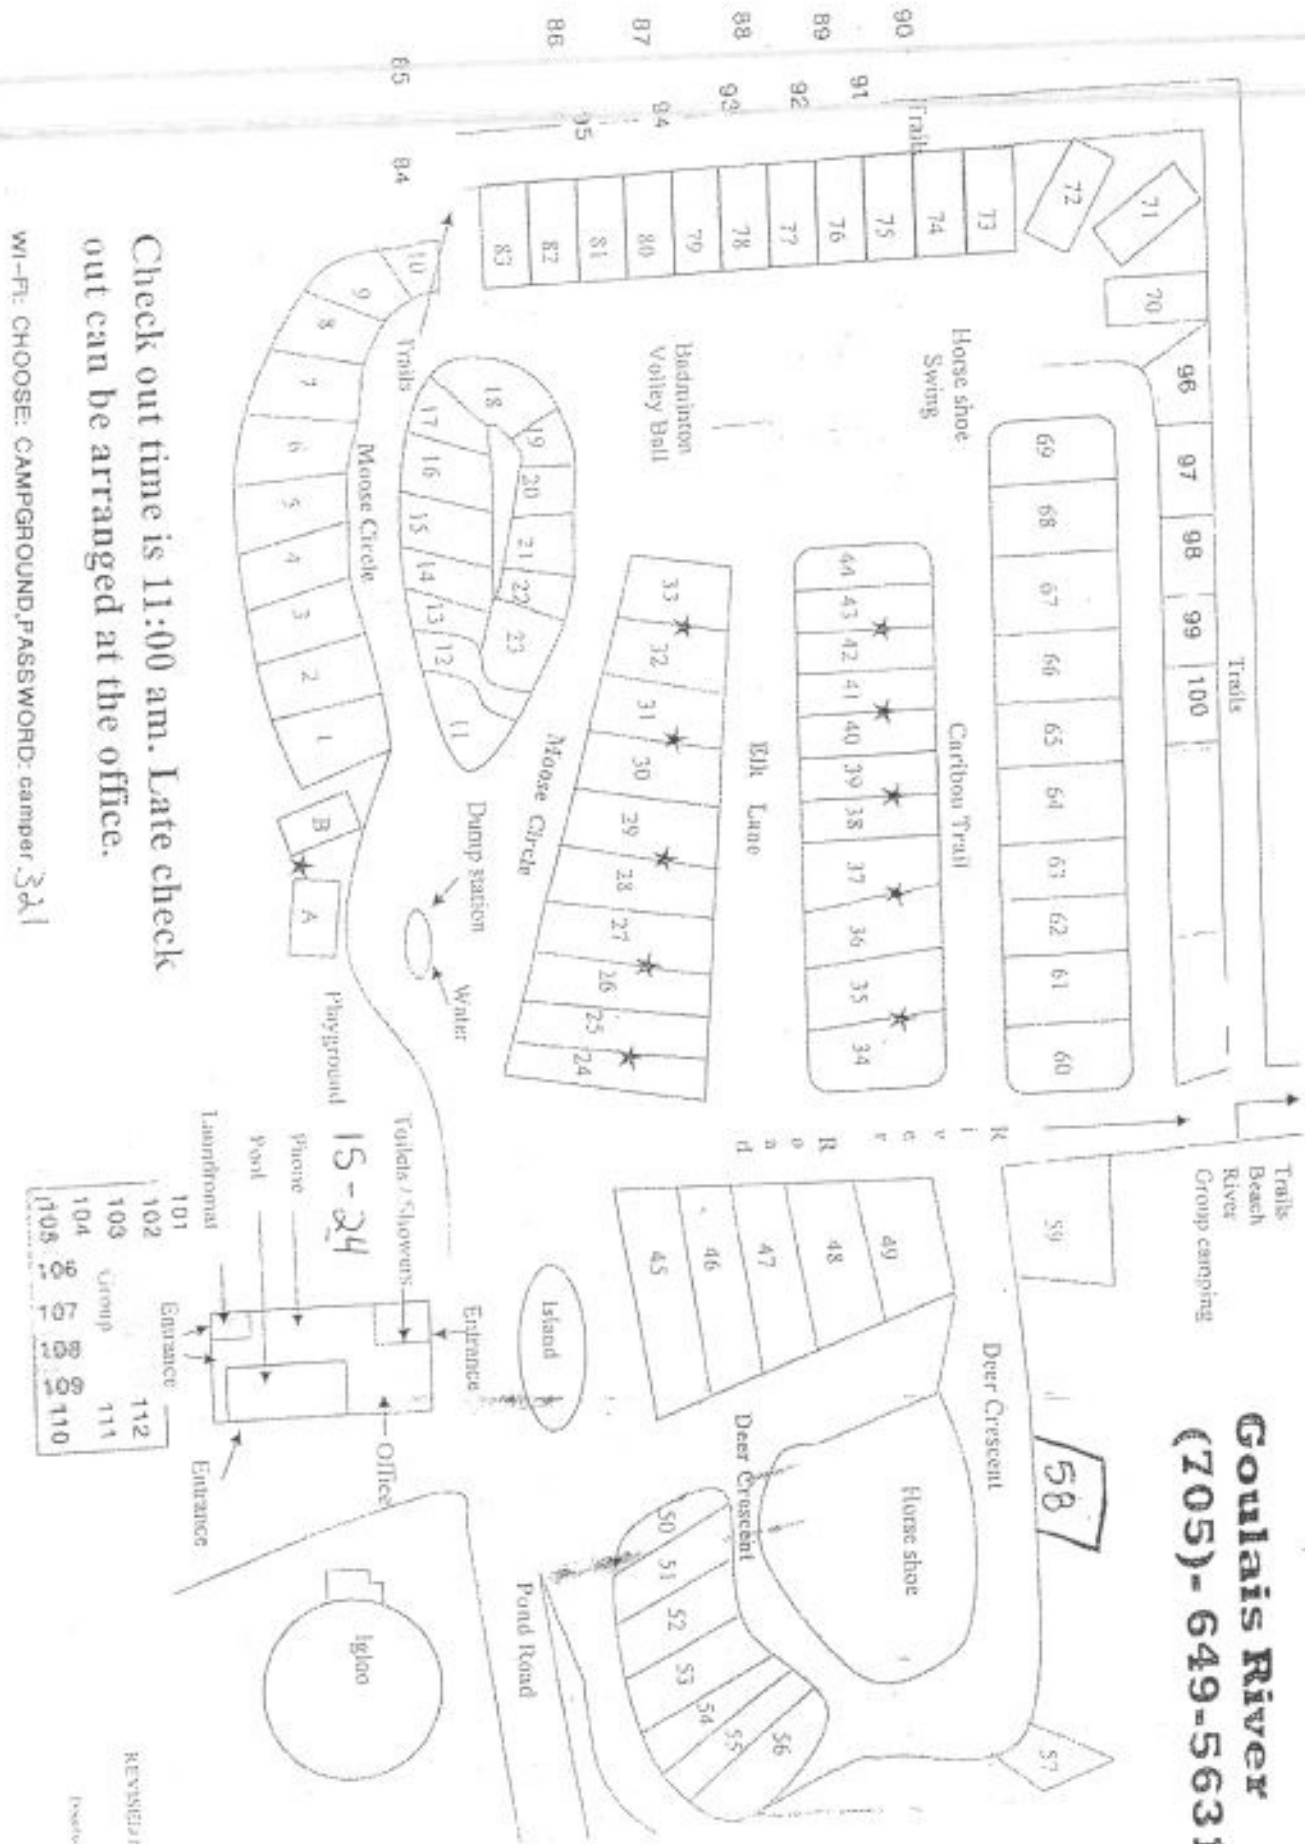 Goulais River
(705)- 649-5631
Trails
Beach
River
Group camping
Trails
96 97 98 99 100
71
70
72
69 68 67 66 65 64 63 62 61 60
59
58
57
Deer Crescent
Horse shoe
Swing
Caribou Trail
River Road
Horse shoe
Trails
73
74
75
76
77
78
79
80
81
82
83
90
89
88
87
86
85
91
92
93
94
95
84
44 43 42 41 40 39 38 37 36 35 34
49
48
47
46
45
Elk Lane
Deer Crescent
Badminton
Volley Ball
33 32 31 30 29 28 27 26 25 24
50 51 52 53 54 55 56
Moose Circle
Island
Pond Road
18 19 20 21 22 23
17 16 15 14 13 12 11
Dump station
Water
Entrance
Trails
Moose Circle
10 9 8 7 6 5 4 3 2 1
B
A
Playground
15-24
Toilets / Showers
Phone
Pool
Laundromat
Office
Entrance
Entrance
Igloo
101
102
103
104
Group
107
109
110
111
112
Check out time is 11:00 am. Late check
out can be arranged at the office.
WI-FI: CHOOSE: CAMPGROUND,PASSWORD: camper.321